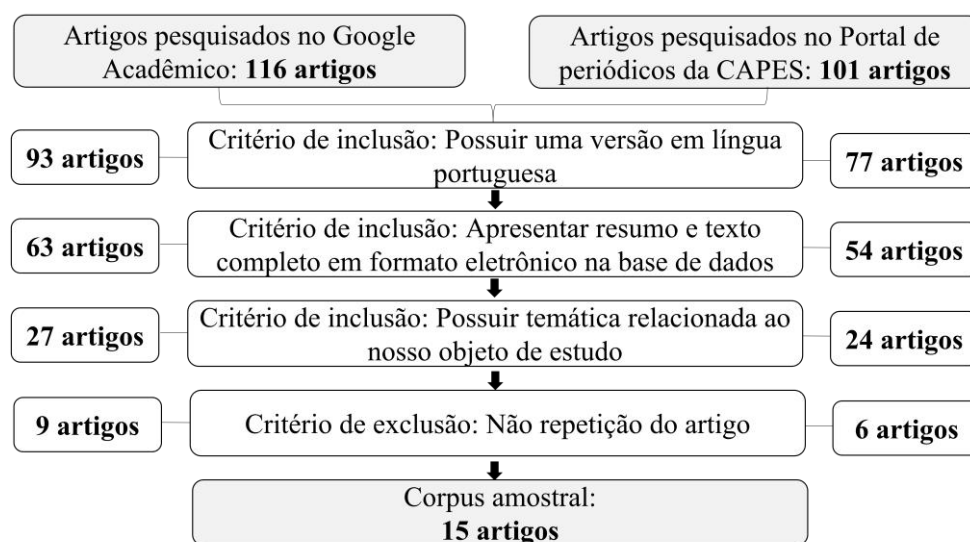 Artigos pesquisados no Google
Acadêmico: 116 artigos
Artigos pesquisados no Portal de
periódicos da CAPES: 101 artigos
93 artigos
Critério de inclusão: Possuir uma versão em língua
portuguesa
77 artigos
63 artigos
Critério de inclusão: Apresentar resumo e texto
completo em formato eletrônico na base de dados
54 artigos
27 artigos
Critério de inclusão: Possuir temática relacionada ao
nosso objeto de estudo
24 artigos
9 artigos
Critério de exclusão: Não repetição do artigo
6 artigos
Corpus amostral:
15 artigos